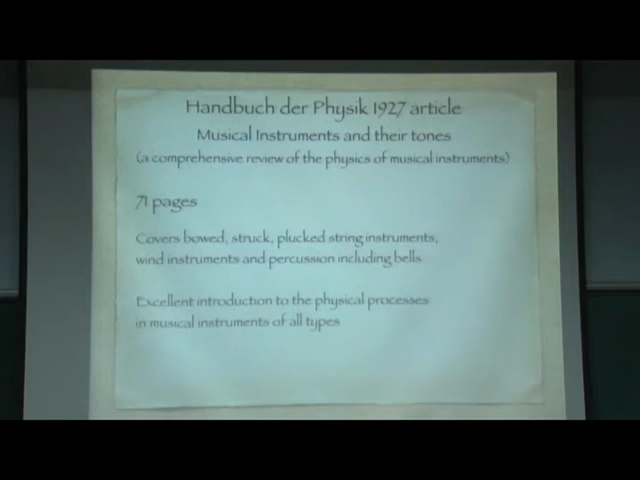 Handbuch der Physik 1927 article
Musical Instruments and their tones
(a comprehensive review of the physics of musical instruments)
71 pages
Covers bowed, struck, plucked string instruments,
wind instruments and percussion including bells
Excellent introduction to the physical processes
in musical instruments of all types